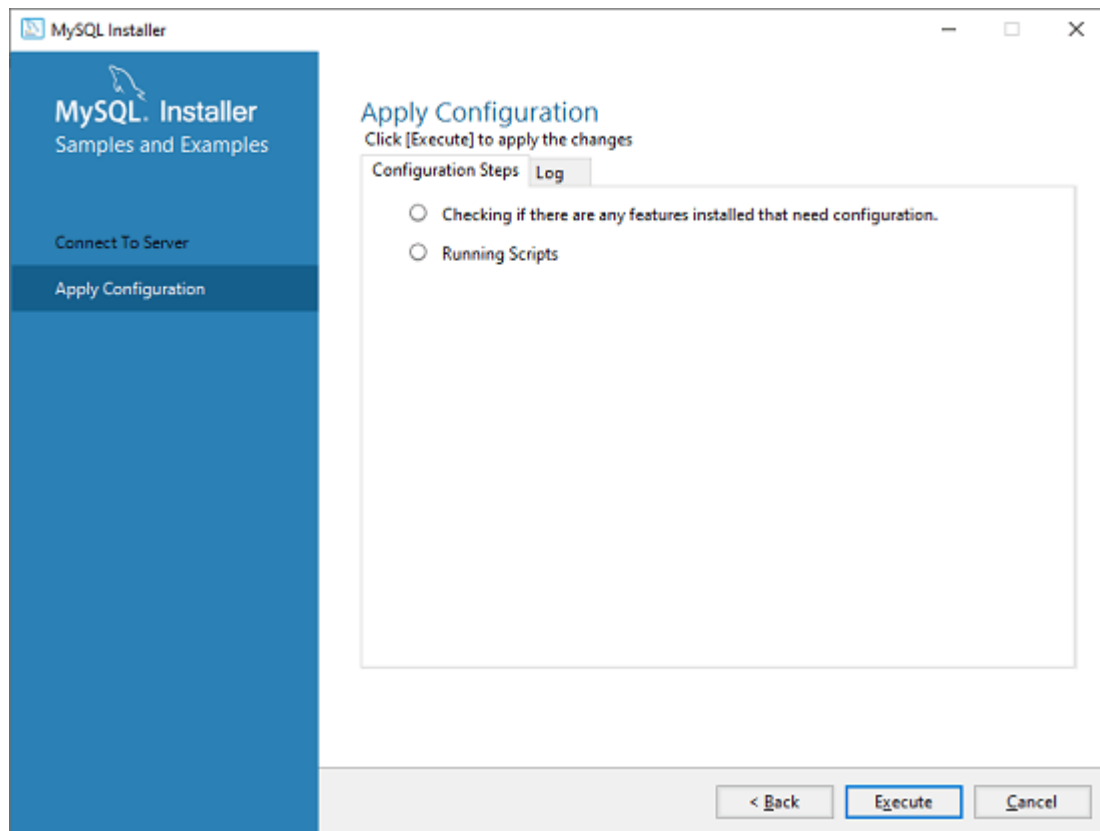 MySQL Installer
MySQL. Installer
Samples and Examples
Connect To Server
Apply Configuration
Apply Configuration
Click [Execute] to apply the changes
Configuration Steps
Log
Checking if there are any features installed that need configuration.
Running Scripts
< Back
Execute
Cancel